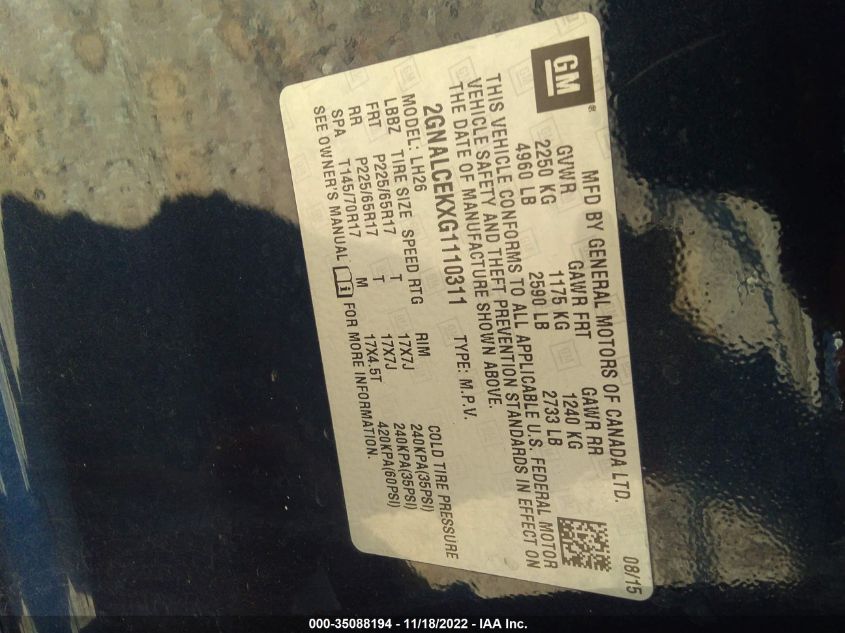 GM
®
MFD BY GENERAL MOTORS OF CANADA LTD.
08/15
GVWR GAWR FRT GAWR RR
2250 KG 1175 KG 1240 KG
4960 LB 2590 LB 2733 LB
THIS VEHICLE CONFORMS TO ALL APPLICABLE U.S. FEDERAL MOTOR
VEHICLE SAFETY AND THEFT PREVENTION STANDARDS IN EFFECT ON
THE DATE OF MANUFACTURE SHOWN ABOVE.
2GNALCEKXG1110311 TYPE: M.P.V.
MODEL: LH26
LBBZ TIRE SIZE SPEED RTG RIM COLD TIRE PRESSURE
FRT P225/65R17 T 17X7J 240KPA(35PSI)
RR P225/65R17 T 17X7J 240KPA(35PSI)
SPA T145/70R17 M 17X4.5T 420KPA(60PSI)
SEE OWNER'S MANUAL FOR MORE INFORMATION.
000-35088194 - 11/18/2022 - IAA Inc.